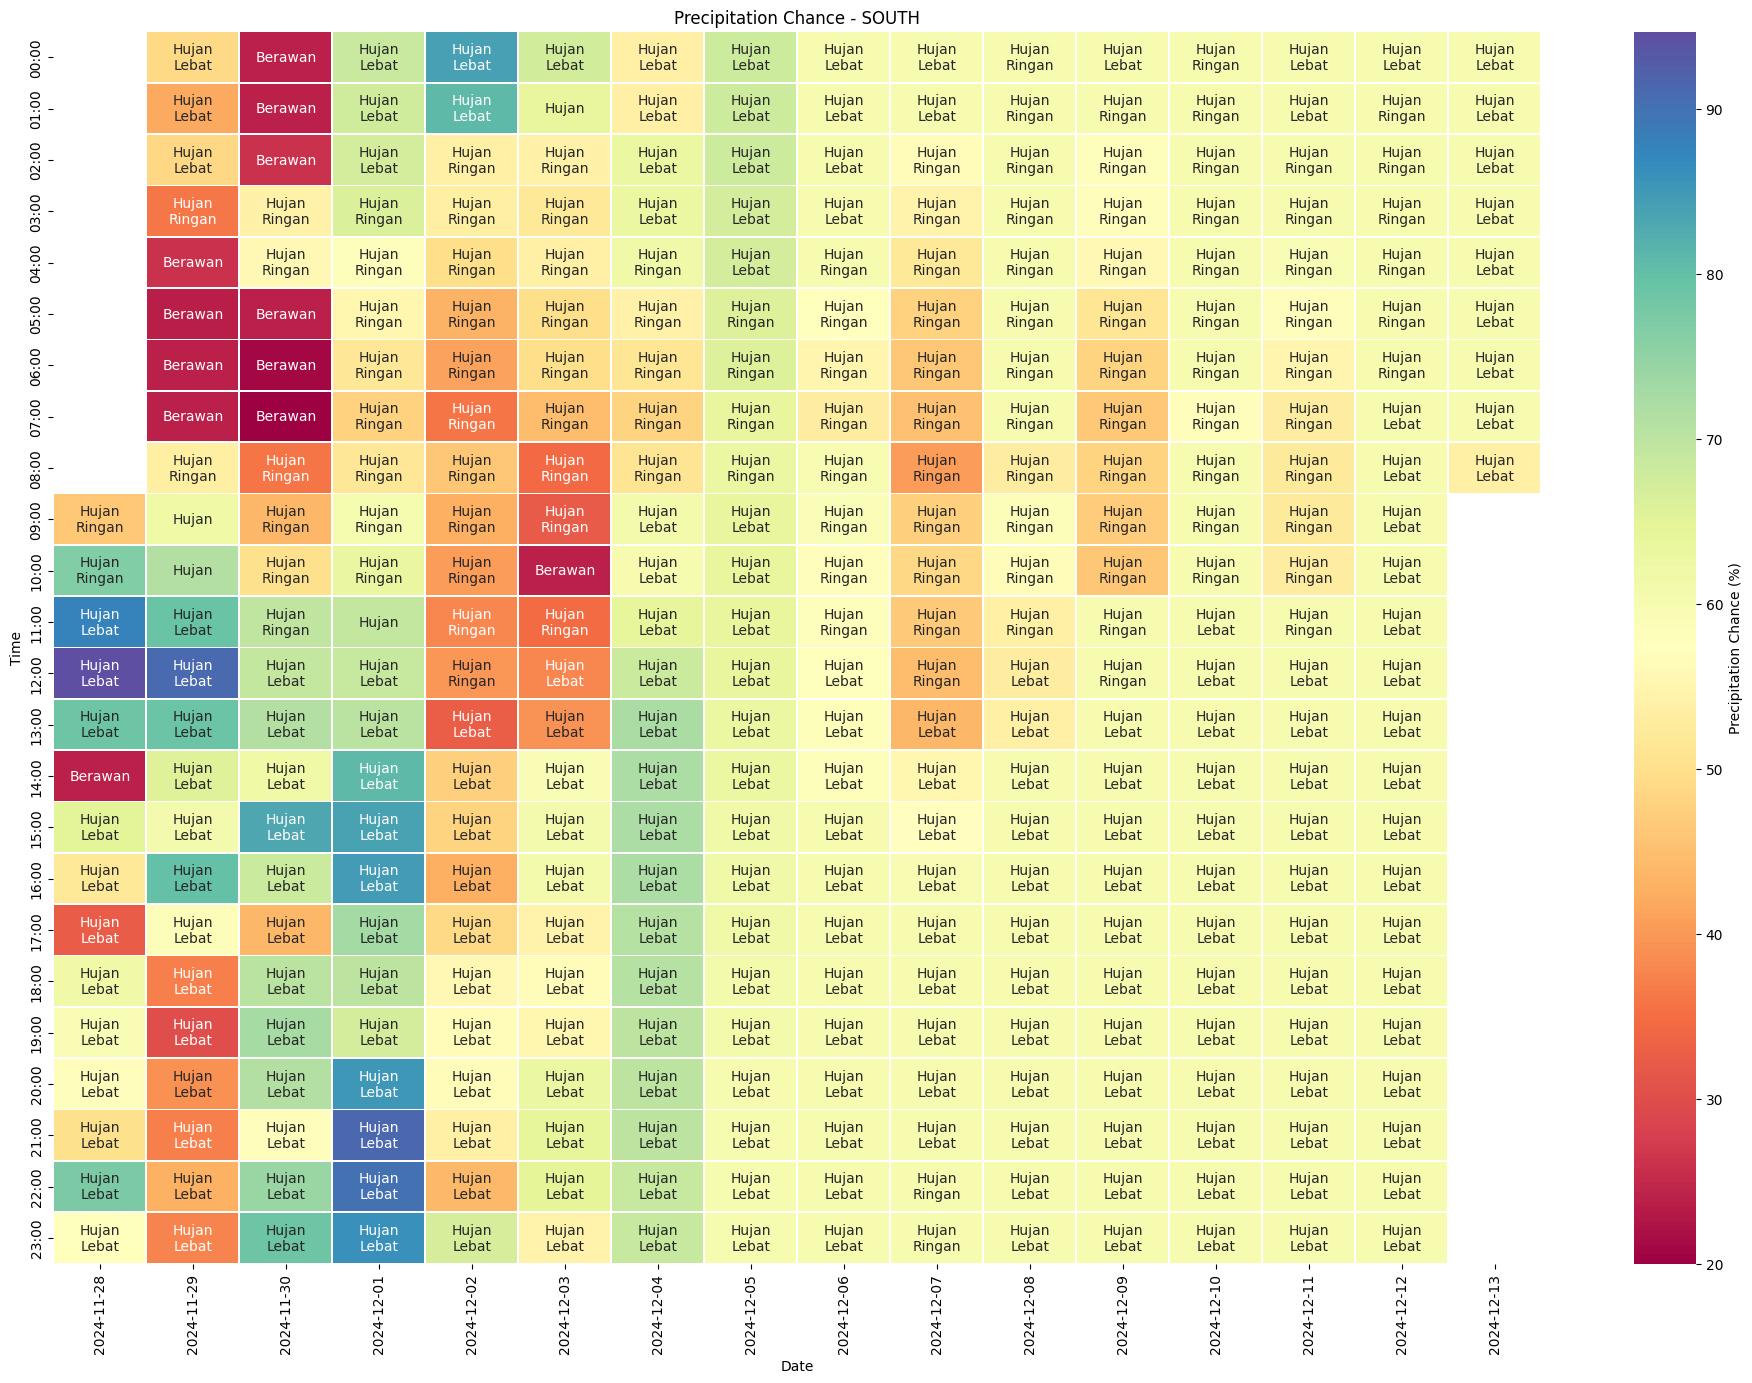 Precipitation Chance - SOUTH
00:00 Hujan Lebat Berawan Hujan Lebat Hujan Lebat Hujan Lebat Hujan Lebat Hujan Lebat Hujan Lebat Hujan Lebat Hujan Ringan Hujan Lebat Hujan Ringan Hujan Lebat Hujan Lebat Hujan Lebat
01:00 Hujan Lebat Berawan Hujan Lebat Hujan Lebat Hujan Hujan Lebat Hujan Lebat Hujan Lebat Hujan Lebat Hujan Ringan Hujan Ringan Hujan Ringan Hujan Lebat Hujan Ringan Hujan Lebat
02:00 Hujan Lebat Berawan Hujan Lebat Hujan Ringan Hujan Ringan Hujan Lebat Hujan Lebat Hujan Lebat Hujan Ringan Hujan Ringan Hujan Ringan Hujan Ringan Hujan Ringan Hujan Ringan Hujan Lebat
03:00 Hujan Ringan Hujan Ringan Hujan Ringan Hujan Ringan Hujan Ringan Hujan Lebat Hujan Lebat Hujan Lebat Hujan Ringan Hujan Ringan Hujan Ringan Hujan Ringan Hujan Ringan Hujan Ringan Hujan Lebat
04:00 Berawan Hujan Ringan Hujan Ringan Hujan Ringan Hujan Ringan Hujan Ringan Hujan Lebat Hujan Ringan Hujan Ringan Hujan Ringan Hujan Ringan Hujan Ringan Hujan Ringan Hujan Ringan Hujan Lebat
05:00 Berawan Berawan Hujan Ringan Hujan Ringan Hujan Ringan Hujan Ringan Hujan Ringan Hujan Ringan Hujan Ringan Hujan Ringan Hujan Ringan Hujan Ringan Hujan Ringan Hujan Ringan Hujan Lebat
06:00 Berawan Berawan Hujan Ringan Hujan Ringan Hujan Ringan Hujan Ringan Hujan Ringan Hujan Ringan Hujan Ringan Hujan Ringan Hujan Ringan Hujan Ringan Hujan Ringan Hujan Ringan Hujan Lebat
07:00 Berawan Berawan Hujan Ringan Hujan Ringan Hujan Ringan Hujan Ringan Hujan Ringan Hujan Ringan Hujan Ringan Hujan Ringan Hujan Ringan Hujan Ringan Hujan Ringan Hujan Lebat Hujan Lebat
08:00 Hujan Ringan Hujan Ringan Hujan Ringan Hujan Ringan Hujan Ringan Hujan Ringan Hujan Ringan Hujan Ringan Hujan Ringan Hujan Ringan Hujan Ringan Hujan Ringan Hujan Ringan Hujan Lebat Hujan Lebat
09:00 Hujan Ringan Hujan Hujan Ringan Hujan Ringan Hujan Ringan Hujan Ringan Hujan Lebat Hujan Lebat Hujan Ringan Hujan Ringan Hujan Ringan Hujan Ringan Hujan Ringan Hujan Ringan Hujan Lebat
10:00 Hujan Ringan Hujan Hujan Ringan Hujan Ringan Hujan Ringan Berawan Hujan Lebat Hujan Lebat Hujan Ringan Hujan Ringan Hujan Ringan Hujan Ringan Hujan Ringan Hujan Ringan Hujan Lebat
11:00 Hujan Lebat Hujan Lebat Hujan Ringan Hujan Hujan Ringan Hujan Ringan Hujan Lebat Hujan Lebat Hujan Ringan Hujan Ringan Hujan Ringan Hujan Ringan Hujan Lebat Hujan Ringan Hujan Lebat
12:00 Hujan Lebat Hujan Lebat Hujan Lebat Hujan Lebat Hujan Ringan Hujan Lebat Hujan Lebat Hujan Lebat Hujan Lebat Hujan Ringan Hujan Lebat Hujan Ringan Hujan Lebat Hujan Lebat Hujan Lebat
13:00 Hujan Lebat Hujan Lebat Hujan Lebat Hujan Lebat Hujan Lebat Hujan Lebat Hujan Lebat Hujan Lebat Hujan Lebat Hujan Lebat Hujan Lebat Hujan Lebat Hujan Lebat Hujan Lebat Hujan Lebat
14:00 Berawan Hujan Lebat Hujan Lebat Hujan Lebat Hujan Lebat Hujan Lebat Hujan Lebat Hujan Lebat Hujan Lebat Hujan Lebat Hujan Lebat Hujan Lebat Hujan Lebat Hujan Lebat Hujan Lebat
15:00 Hujan Lebat Hujan Lebat Hujan Lebat Hujan Lebat Hujan Lebat Hujan Lebat Hujan Lebat Hujan Lebat Hujan Lebat Hujan Lebat Hujan Lebat Hujan Lebat Hujan Lebat Hujan Lebat Hujan Lebat
16:00 Hujan Lebat Hujan Lebat Hujan Lebat Hujan Lebat Hujan Lebat Hujan Lebat Hujan Lebat Hujan Lebat Hujan Lebat Hujan Lebat Hujan Lebat Hujan Lebat Hujan Lebat Hujan Lebat Hujan Lebat
17:00 Hujan Lebat Hujan Lebat Hujan Lebat Hujan Lebat Hujan Lebat Hujan Lebat Hujan Lebat Hujan Lebat Hujan Lebat Hujan Lebat Hujan Lebat Hujan Lebat Hujan Lebat Hujan Lebat Hujan Lebat
18:00 Hujan Lebat Hujan Lebat Hujan Lebat Hujan Lebat Hujan Lebat Hujan Lebat Hujan Lebat Hujan Lebat Hujan Lebat Hujan Lebat Hujan Lebat Hujan Lebat Hujan Lebat Hujan Lebat Hujan Lebat
19:00 Hujan Lebat Hujan Lebat Hujan Lebat Hujan Lebat Hujan Lebat Hujan Lebat Hujan Lebat Hujan Lebat Hujan Lebat Hujan Lebat Hujan Lebat Hujan Lebat Hujan Lebat Hujan Lebat Hujan Lebat
20:00 Hujan Lebat Hujan Lebat Hujan Lebat Hujan Lebat Hujan Lebat Hujan Lebat Hujan Lebat Hujan Lebat Hujan Lebat Hujan Lebat Hujan Lebat Hujan Lebat Hujan Lebat Hujan Lebat Hujan Lebat
21:00 Hujan Lebat Hujan Lebat Hujan Lebat Hujan Lebat Hujan Lebat Hujan Lebat Hujan Lebat Hujan Lebat Hujan Lebat Hujan Lebat Hujan Lebat Hujan Lebat Hujan Lebat Hujan Lebat Hujan Lebat
22:00 Hujan Lebat Hujan Lebat Hujan Lebat Hujan Lebat Hujan Lebat Hujan Lebat Hujan Lebat Hujan Lebat Hujan Lebat Hujan Ringan Hujan Lebat Hujan Lebat Hujan Lebat Hujan Lebat Hujan Lebat
23:00 Hujan Lebat Hujan Lebat Hujan Lebat Hujan Lebat Hujan Lebat Hujan Lebat Hujan Lebat Hujan Lebat Hujan Lebat Hujan Ringan Hujan Lebat Hujan Lebat Hujan Lebat Hujan Lebat Hujan Lebat
Time
2024-11-28 2024-11-29 2024-11-30 2024-12-01 2024-12-02 2024-12-03 2024-12-04 2024-12-05 2024-12-06 2024-12-07 2024-12-08 2024-12-09 2024-12-10 2024-12-11 2024-12-12 2024-12-13
Date
90
80
70
60
50
40
30
20
Precipitation Chance (%)